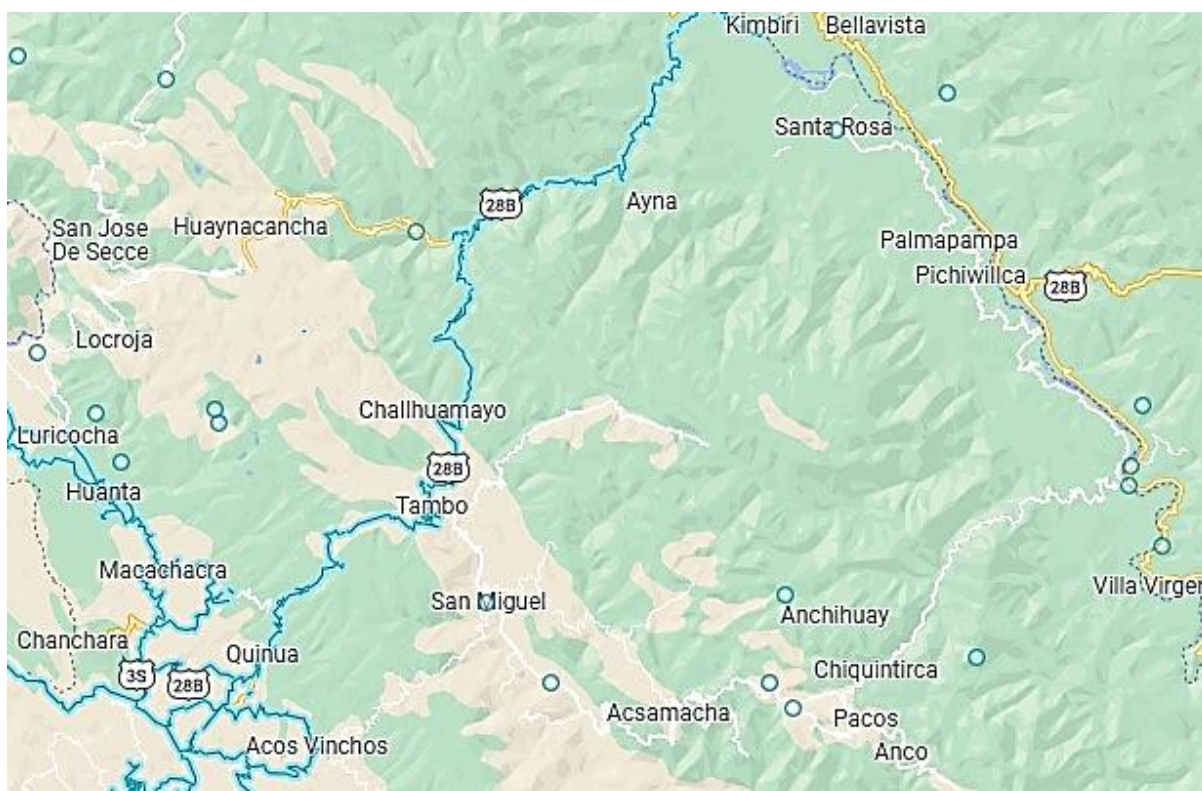 Kimbiri
Bellavista
Santa Rosa
28B
Ayna
San Jose
De Secce
Huaynacancha
Palmapampa
Pichiwillca
28B
Locroja
Challhuamayo
Luricocha
28B
Huanta
Tambo
Macachacra
San Miguel
Anchihuay
Villa Virgen
Chanchara
Quinua
3S
28B
Chiquintirca
Acsamacha
Pacos
Acos Vinchos
Anco